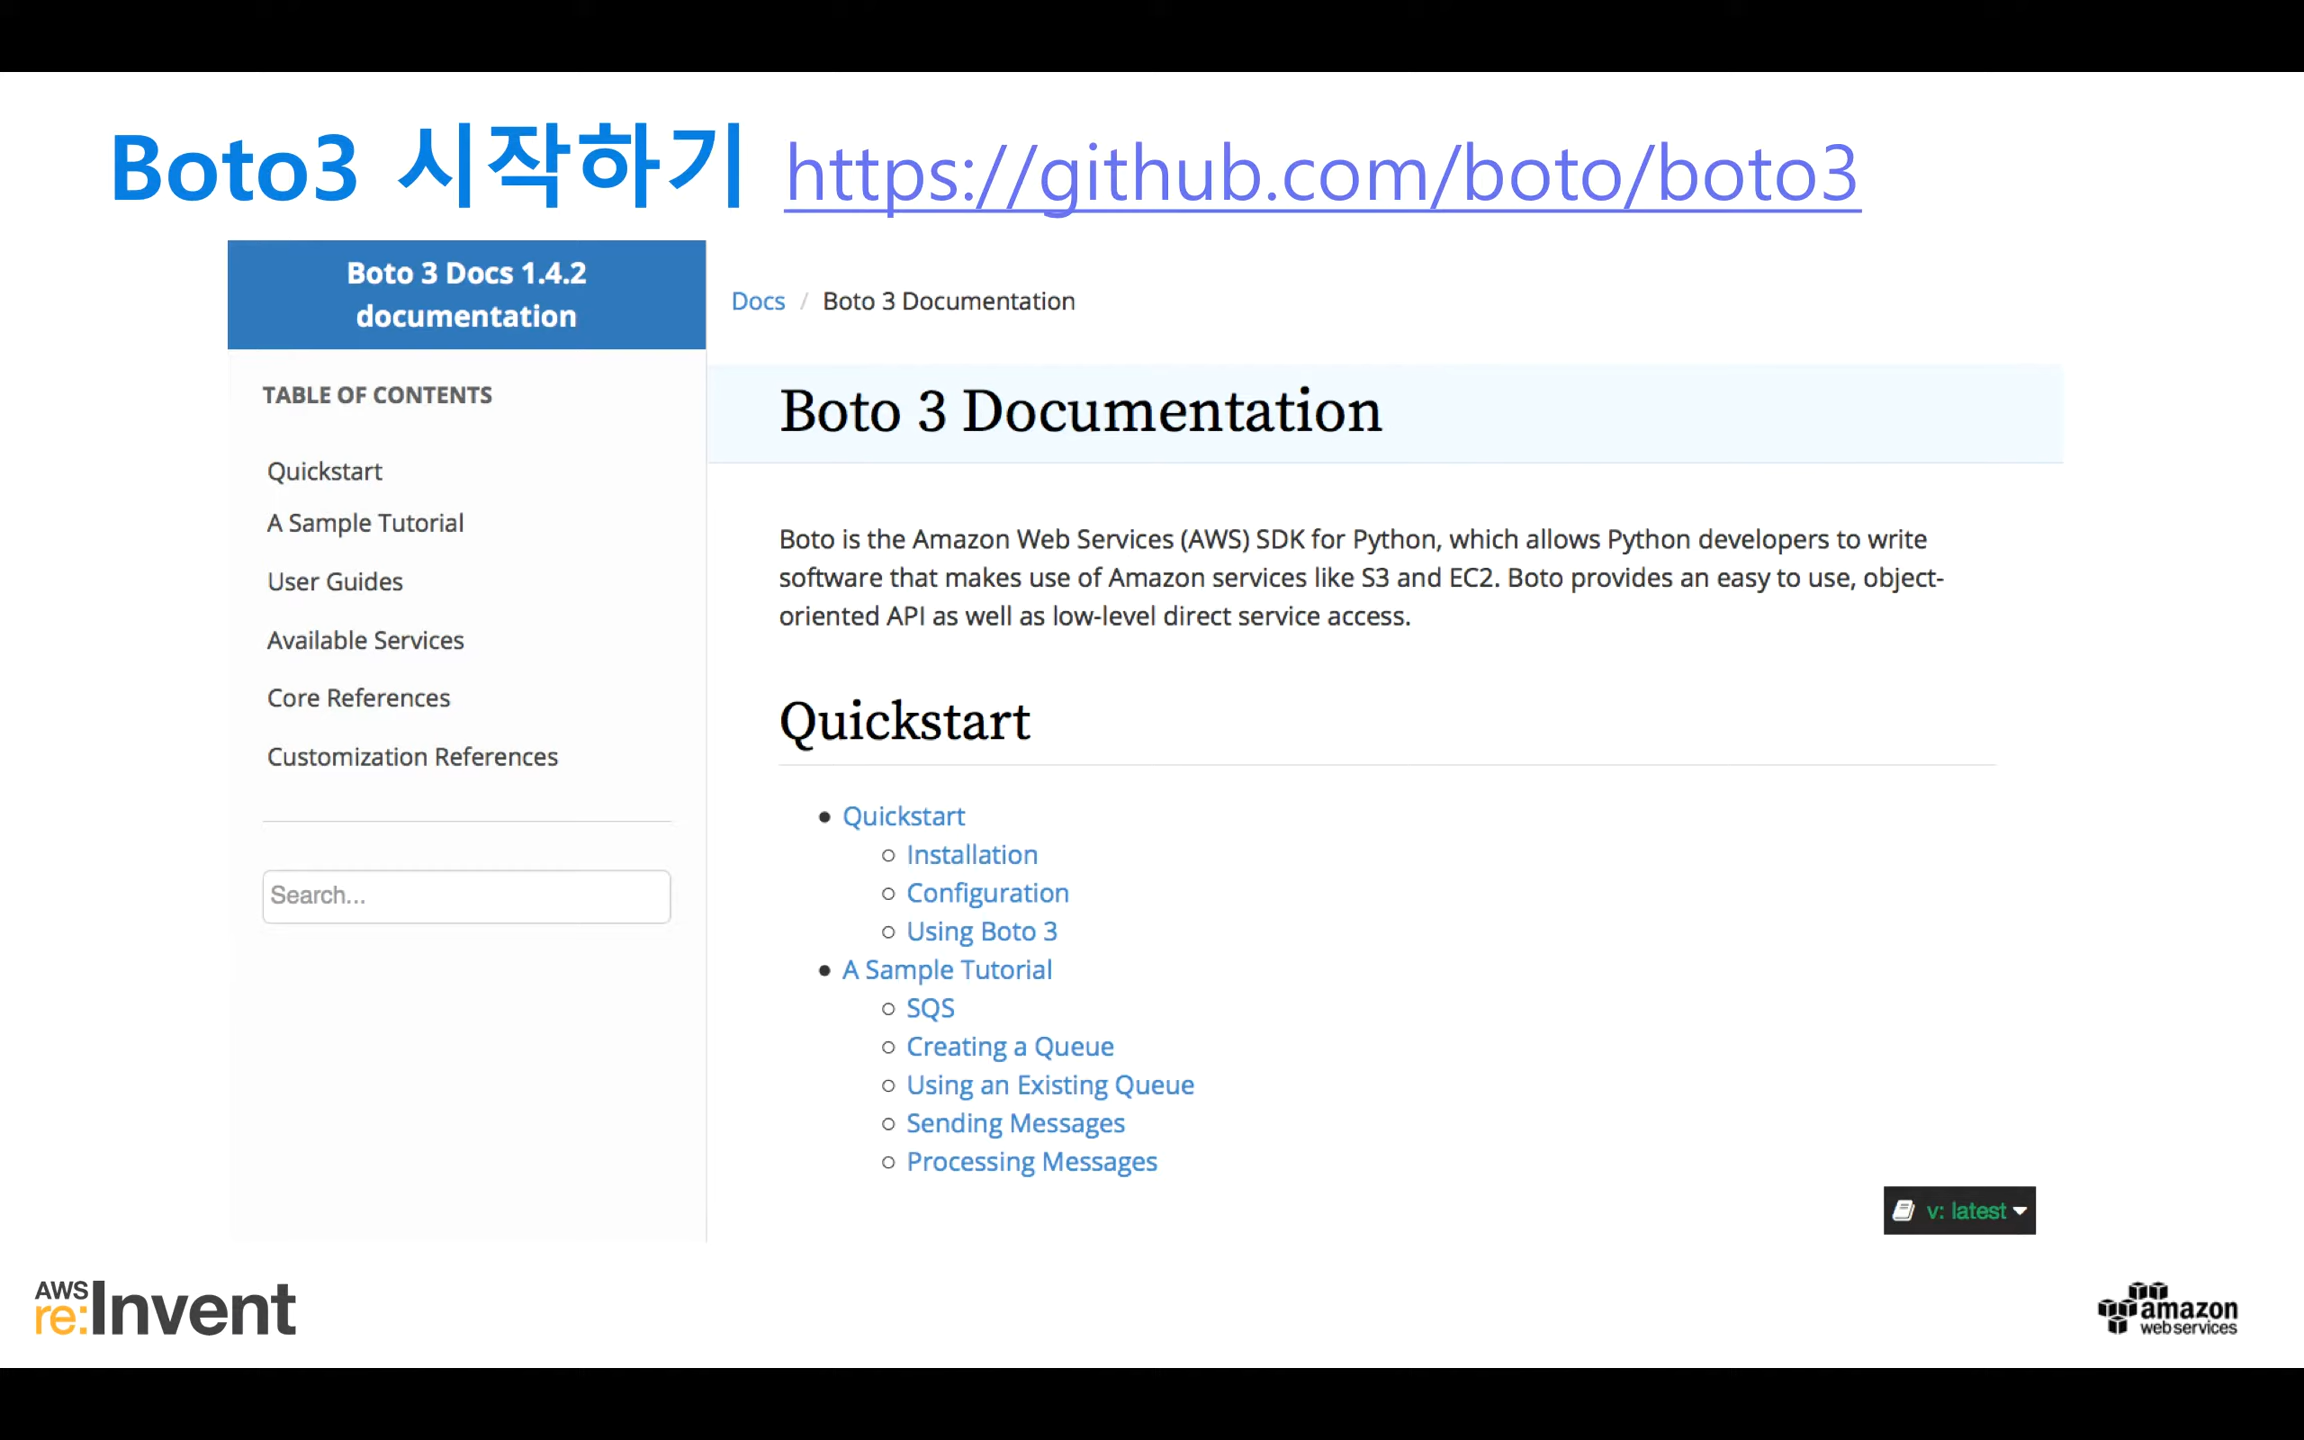 Boto3 시작하기 https://github.com/boto/boto3
Boto 3 Docs 1.4.2
documentation
TABLE OF CONTENTS
Quickstart
A Sample Tutorial
User Guides
Available Services
Core References
Customization References
Search...
Docs / Boto 3 Documentation
Boto 3 Documentation
Boto is the Amazon Web Services (AWS) SDK for Python, which allows Python developers to write
software that makes use of Amazon services like S3 and EC2. Boto provides an easy to use, object-
oriented API as well as low-level direct service access.
Quickstart
Quickstart
Installation
Configuration
Using Boto 3
A Sample Tutorial
SQS
Creating a Queue
Using an Existing Queue
Sending Messages
Processing Messages
v: latest
AWS
re:Invent
amazon
webservices